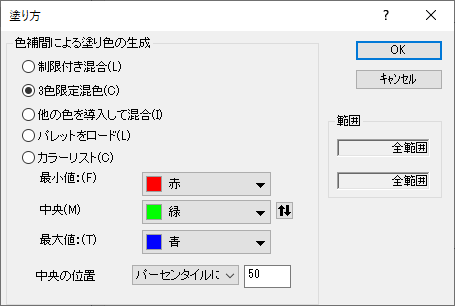 塗り方
?
色補間による塗り色の生成
OK
制限付き混合(L)
キャンセル
3色限定混色(C)
他の色を導入して混合(I)
範囲
パレットをロード(L)
全範囲
カラーリスト(C)
最小値:(F)
赤
全範囲
中央(M)
緑
最大値:(T)
青
中央の位置
パーセンタイルに
50